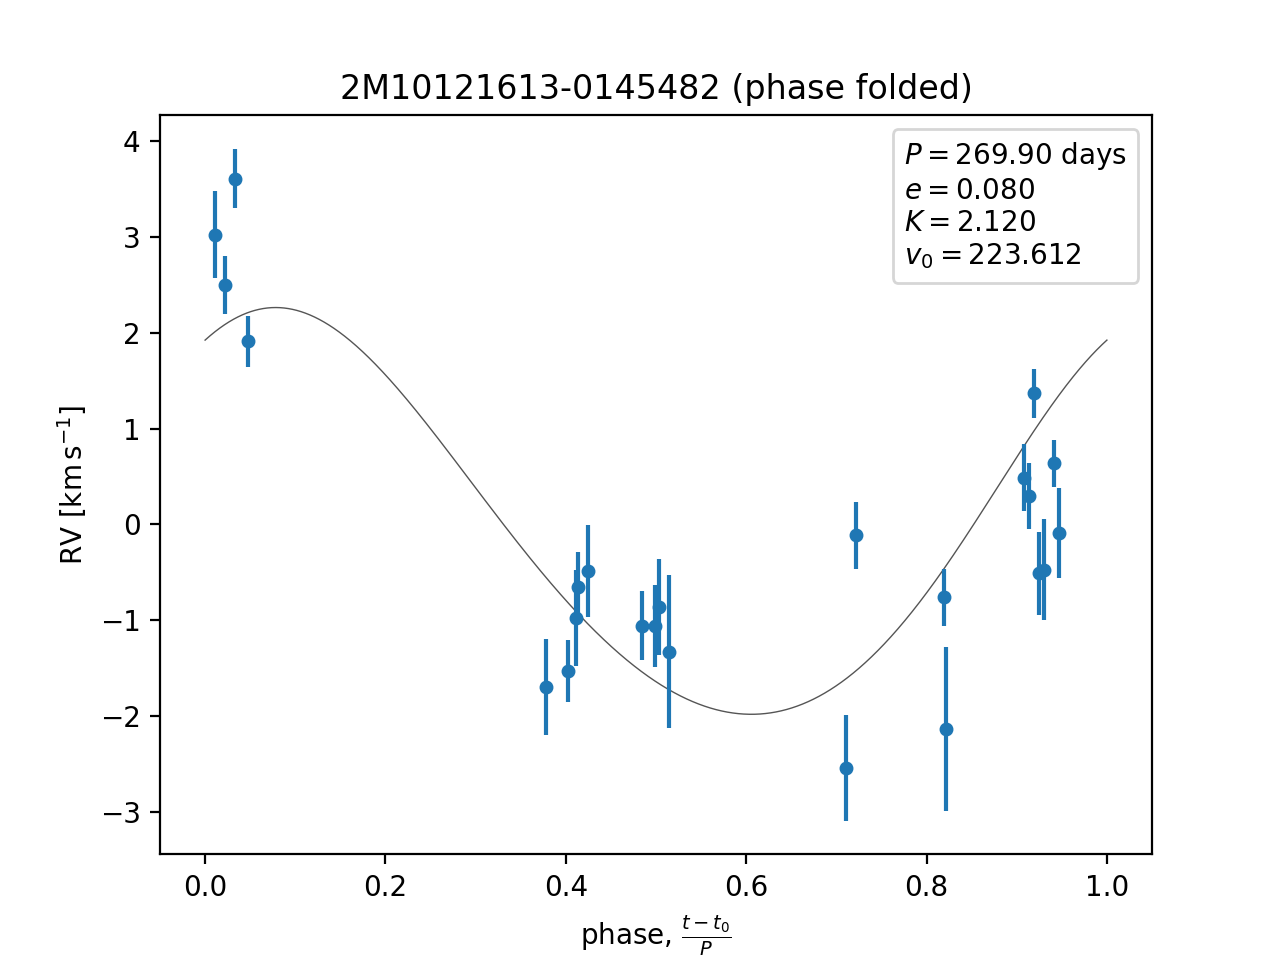 2M10121613-0145482 (phase folded)
P = 269.90 days
e = 0.080
K = 2.120
v₀ = 223.612
RV [km s⁻¹]
4
3
2
1
0
−1
−2
−3
0.0 0.2 0.4 0.6 0.8 1.0
phase, (t − t₀)/P